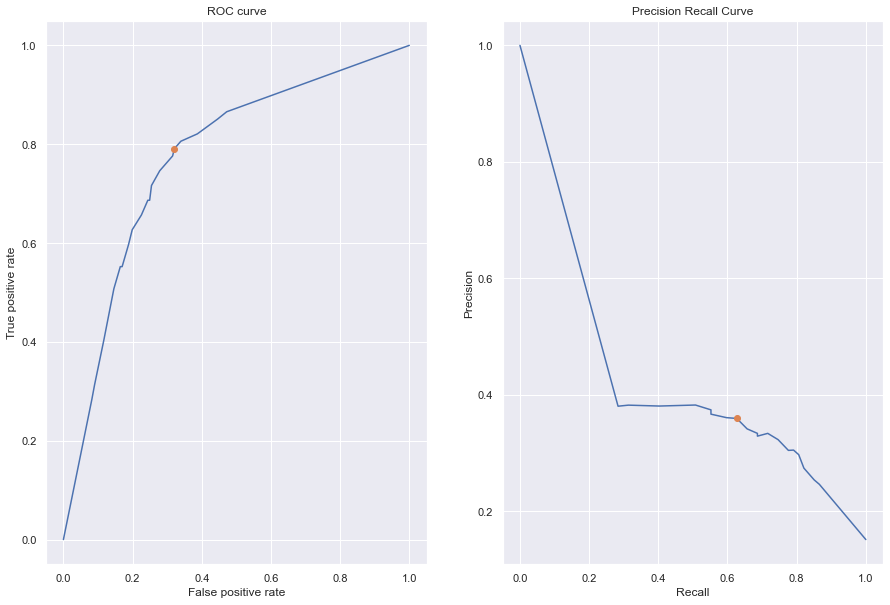 ROC curve
True positive rate
1.0
0.8
0.6
0.4
0.2
0.0
0.0 0.2 0.4 0.6 0.8 1.0
False positive rate
Precision Recall Curve
Precision
1.0
0.8
0.6
0.4
0.2
0.0 0.2 0.4 0.6 0.8 1.0
Recall